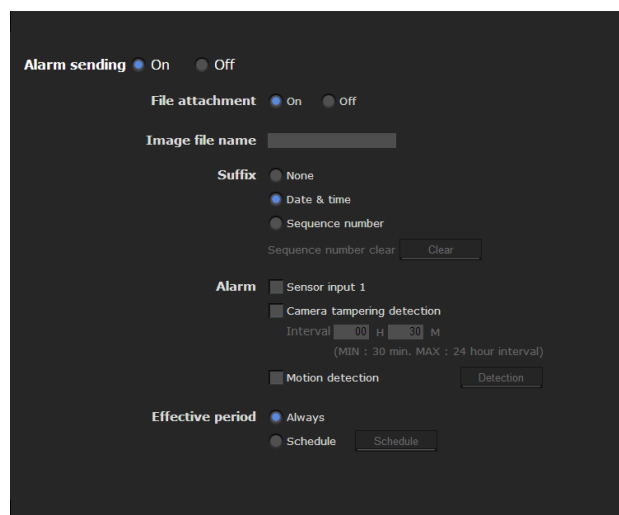 Alarm sending On Off
File attachment On Off
Image file name
Suffix None
Date & time
Sequence number
Sequence number clear Clear
Alarm Sensor input 1
Camera tampering detection
Interval 00 H 30 M
(MIN : 30 min. MAX : 24 hour interval)
Motion detection Detection
Effective period Always
Schedule Schedule